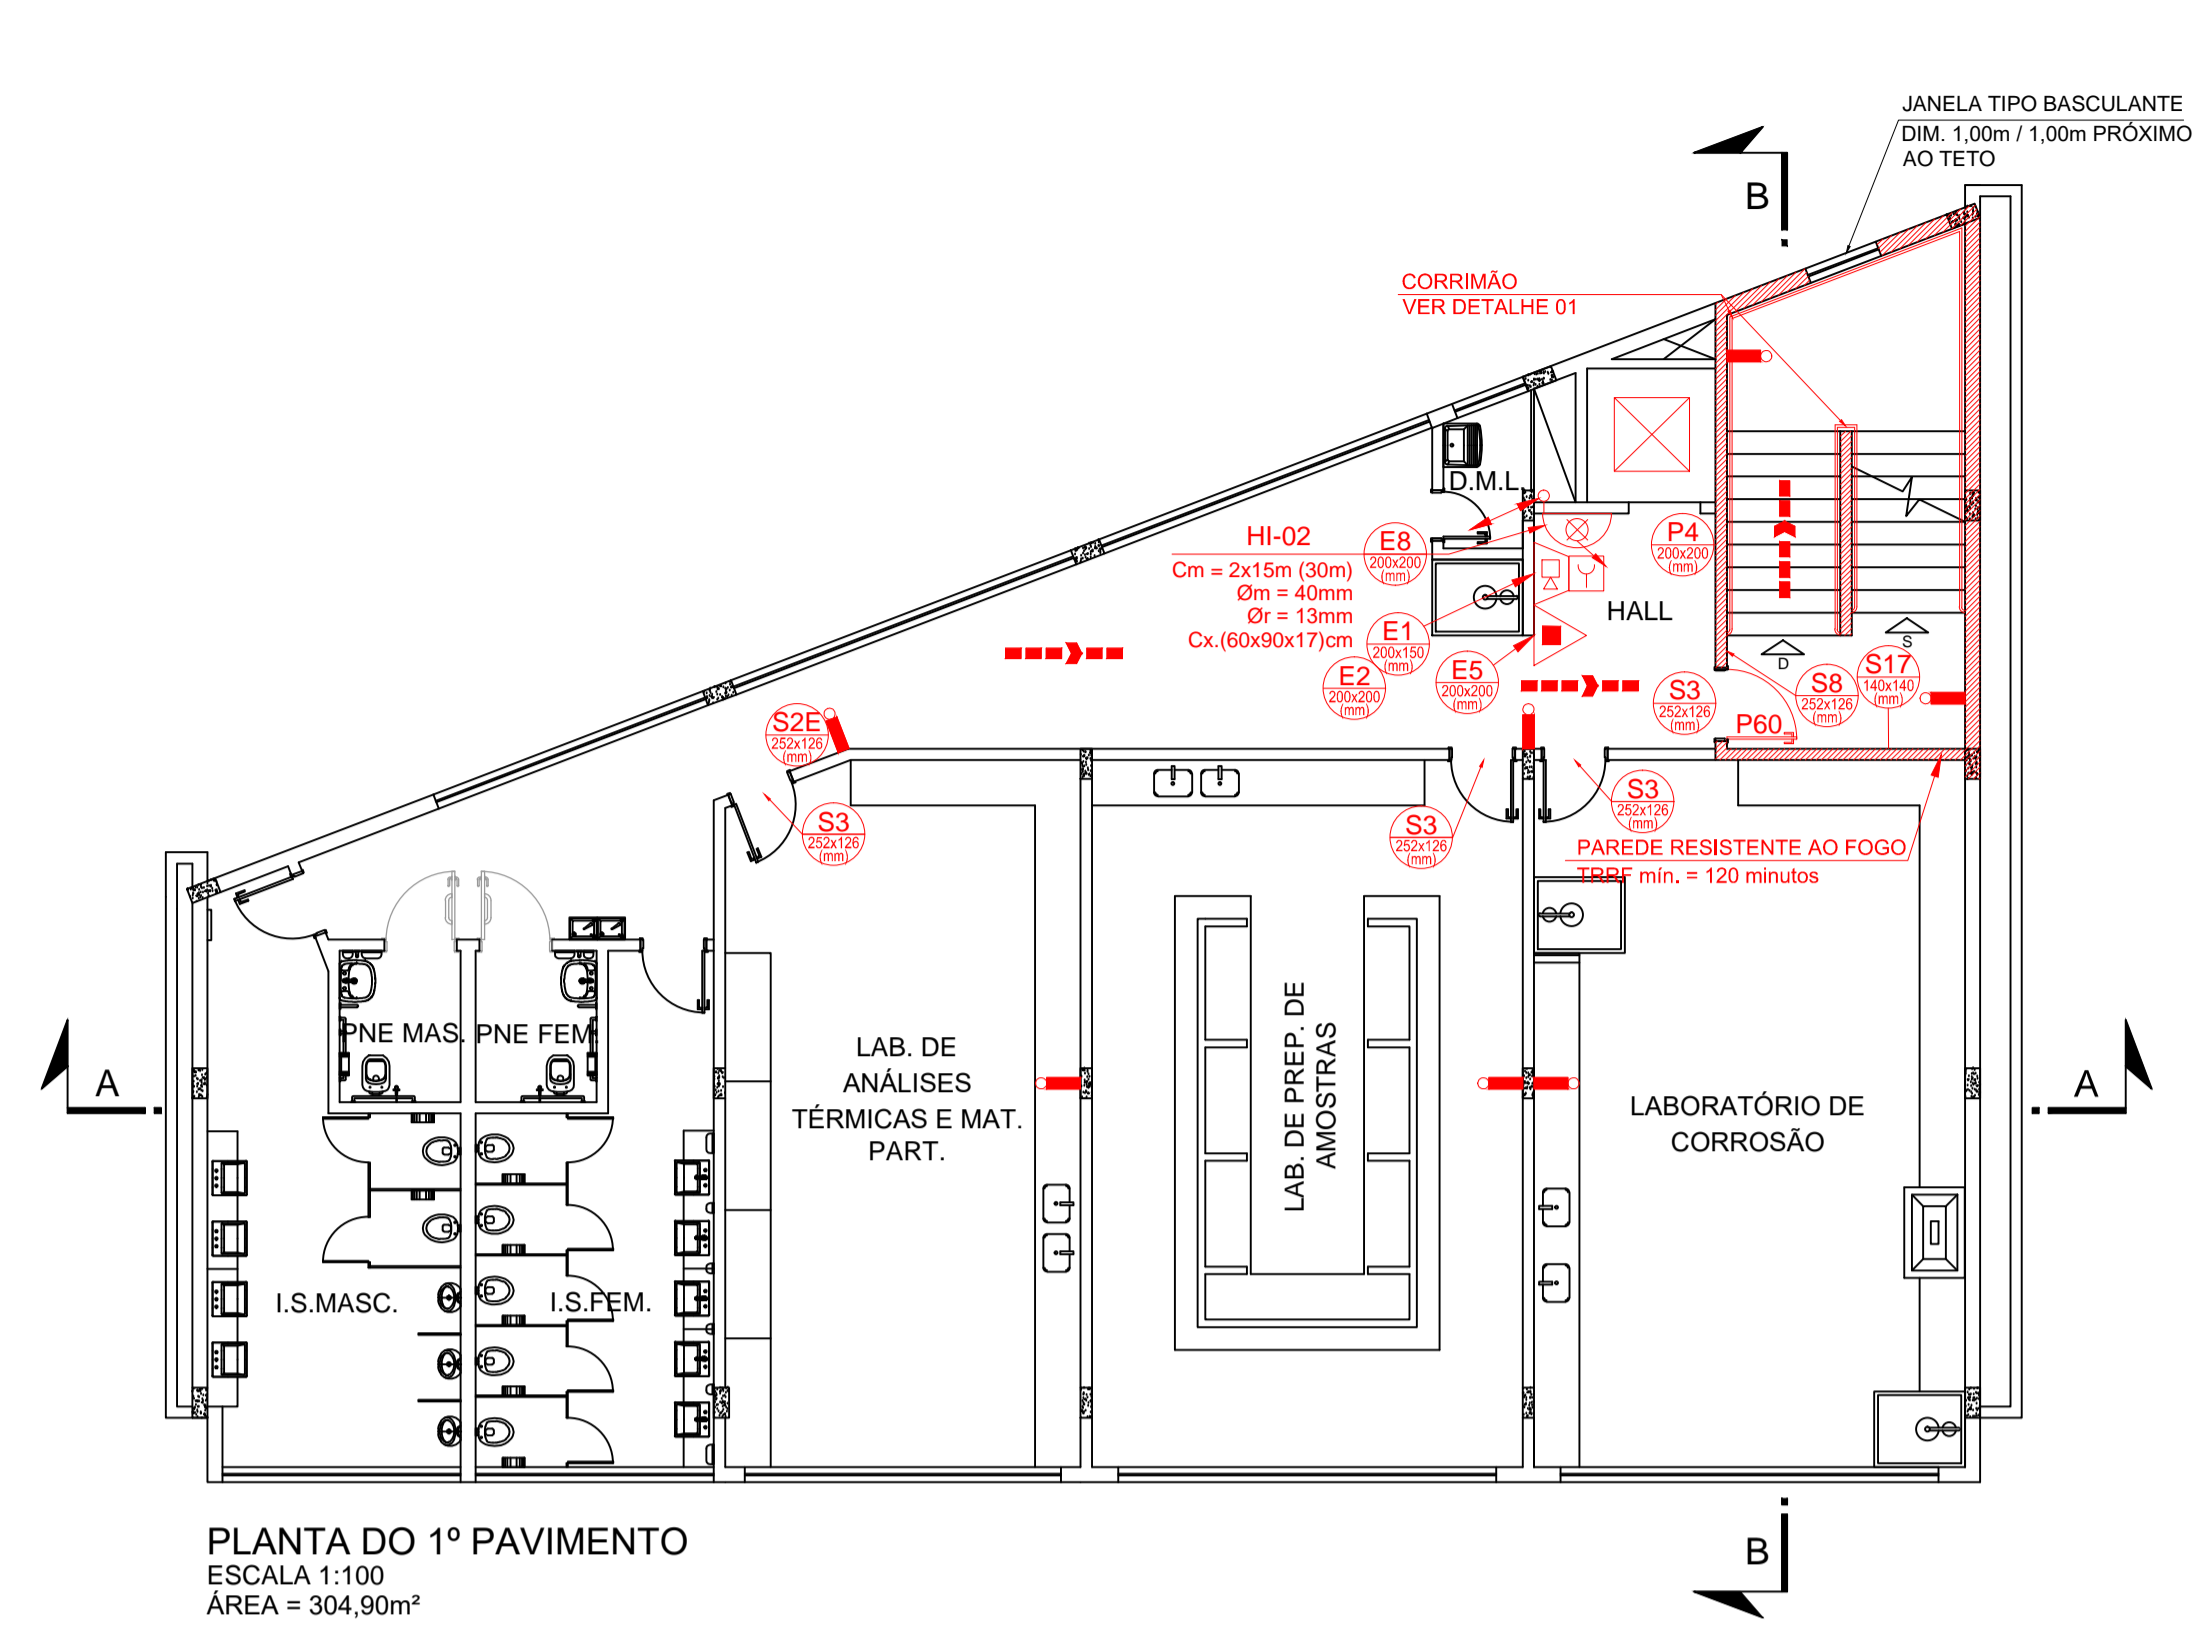 JANELA TIPO BASCULANTE
DIM. 1,00m / 1,00m PRÓXIMO
AO TETO
B
CORRIMÃO
VER DETALHE 01
D.M.L.
HI-02
Cm = 2x15m (30m)
Øm = 40mm
Ør = 13mm
Cx.(60x90x17)cm
E8
200x200
(mm)
P4
200x200
(mm)
HALL
E1
200x150
(mm)
E2
200x200
(mm)
E5
200x200
(mm)
D
S
S17
140x140
(mm)
S8
252x126
(mm)
S3
252x126
(mm)
P60
S2E
252x126
(mm)
S3
252x126
(mm)
S3
252x126
(mm)
S3
252x126
(mm)
PAREDE RESISTENTE AO FOGO
TRRF mín. = 120 minutos
PNE MAS.
PNE FEM.
A
LAB. DE
ANÁLISES
TÉRMICAS E MAT.
PART.
LAB. DE PREP. DE
AMOSTRAS
LABORATÓRIO DE
CORROSÃO
A
I.S.MASC.
I.S.FEM.
PLANTA DO 1º PAVIMENTO
ESCALA 1:100
ÁREA = 304,90m²
B